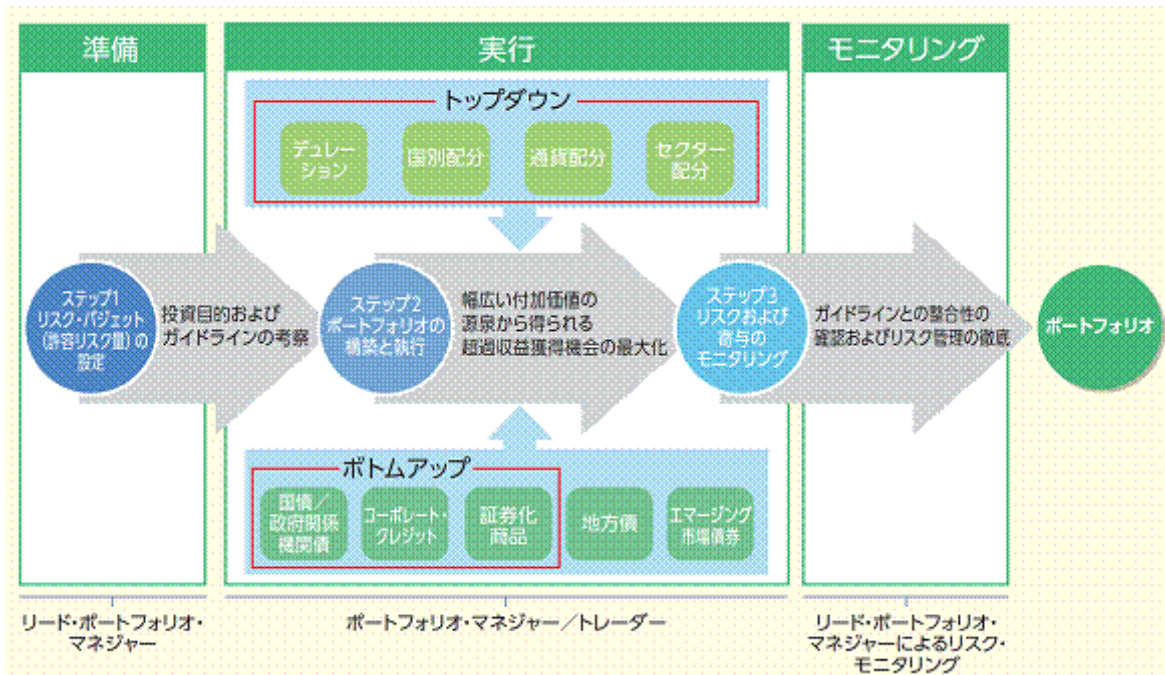 準備
実行
モニタリング
トップダウン
デュレー
ション
国別配分
通貨配分
セクター
配分
ステップ1
リスク・バジェット
(許容リスク量)の
設定
投資目的および
ガイドラインの考察
ステップ2
ポートフォリオの
構築と執行
幅広い付加価値の
源泉から得られる
超過収益獲得機会の最大化
ステップ3
リスクおよび
寄与の
モニタリング
ガイドラインとの整合性の
確認およびリスク管理の徹底
ポートフォリオ
ボトムアップ
国債／
政府関係
機関債
コーポレート・
クレジット
証券化
商品
地方債
エマージング
市場債券
リード・ポートフォリオ・
マネジャー
ポートフォリオ・マネジャー／トレーダー
リード・ポートフォリオ・
マネジャーによるリスク・
モニタリング